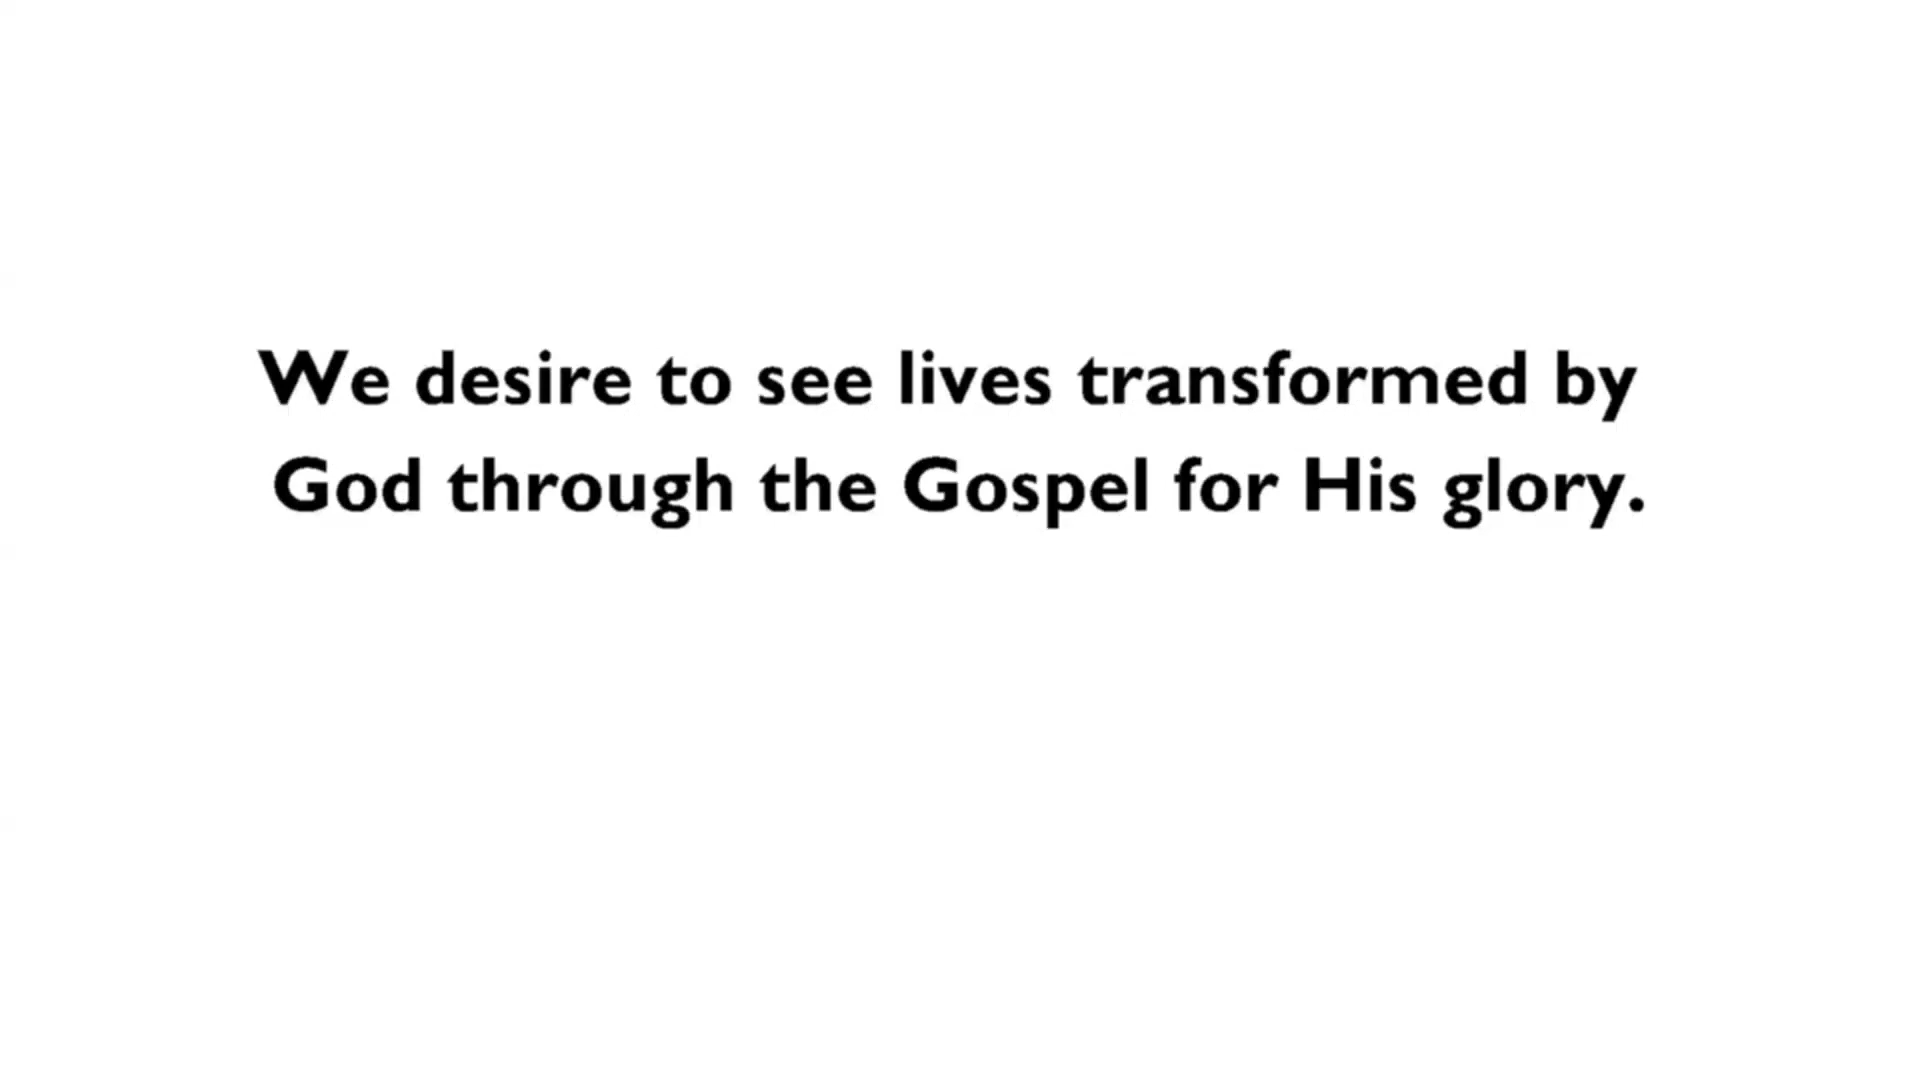 We desire to see lives transformed by
God through the Gospel for His glory.